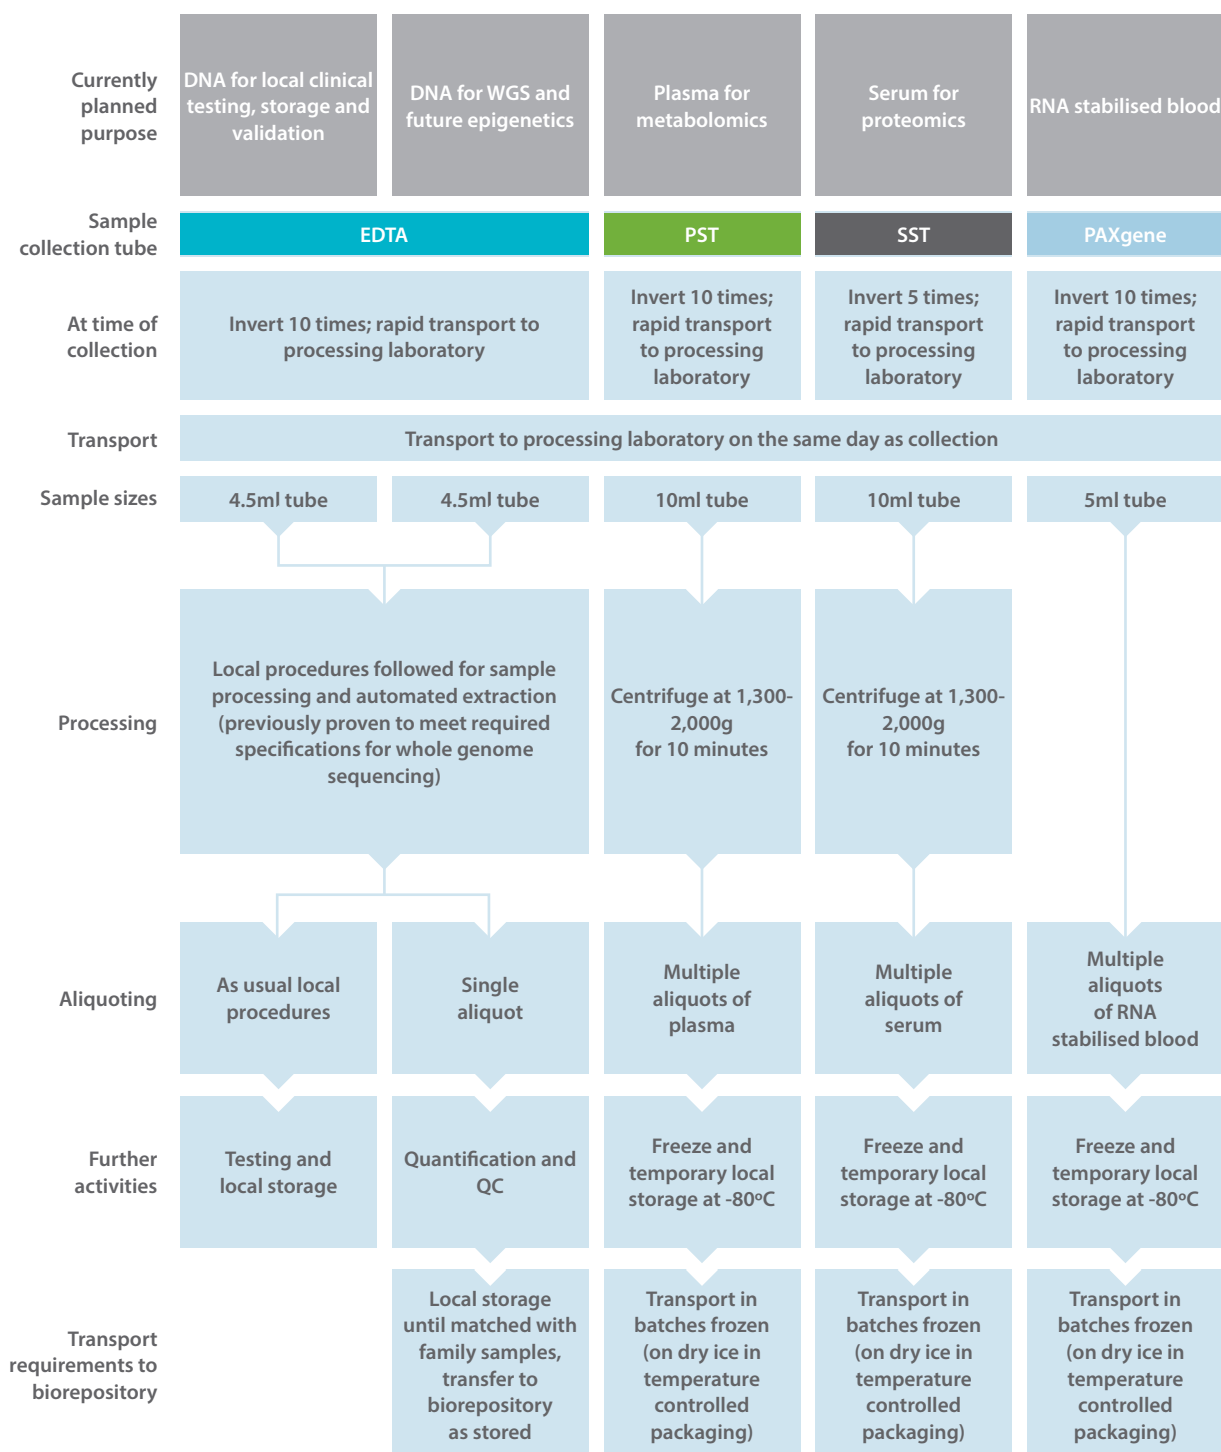 Currently
planned
purpose
DNA for local clinical
testing, storage and
validation
DNA for WGS and
future epigenetics
Plasma for
metabolomics
Serum for
proteomics
RNA stabilised blood
Sample
collection tube
EDTA
PST
SST
PAXgene
At time of
collection
Invert 10 times; rapid transport to
processing laboratory
Invert 10 times;
rapid transport
to processing
laboratory
Invert 5 times;
rapid transport
to processing
laboratory
Invert 10 times;
rapid transport
to processing
laboratory
Transport
Transport to processing laboratory on the same day as collection
Sample sizes
4.5ml tube
4.5ml tube
10ml tube
10ml tube
5ml tube
Processing
Local procedures followed for sample
processing and automated extraction
(previously proven to meet required
specifications for whole genome
sequencing)
Centrifuge at 1,300-
2,000g
for 10 minutes
Centrifuge at 1,300-
2,000g
for 10 minutes
Aliquoting
As usual local
procedures
Single
aliquot
Multiple
aliquots of
plasma
Multiple
aliquots of
serum
Multiple
aliquots
of RNA
stabilised blood
Further
activities
Testing and
local storage
Quantification and
QC
Freeze and
temporary local
storage at -80ºC
Freeze and
temporary local
storage at -80ºC
Freeze and
temporary local
storage at -80ºC
Transport
requirements to
biorepository
Local storage
until matched with
family samples,
transfer to
biorepository
as stored
Transport in
batches frozen
(on dry ice in
temperature
controlled
packaging)
Transport in
batches frozen
(on dry ice in
temperature
controlled
packaging)
Transport in
batches frozen
(on dry ice in
temperature
controlled
packaging)